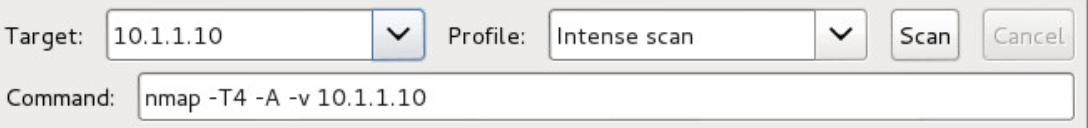 Target: 10.1.1.10 Profile: Intense scan Scan Cancel
Command: nmap -T4 -A -v 10.1.1.10